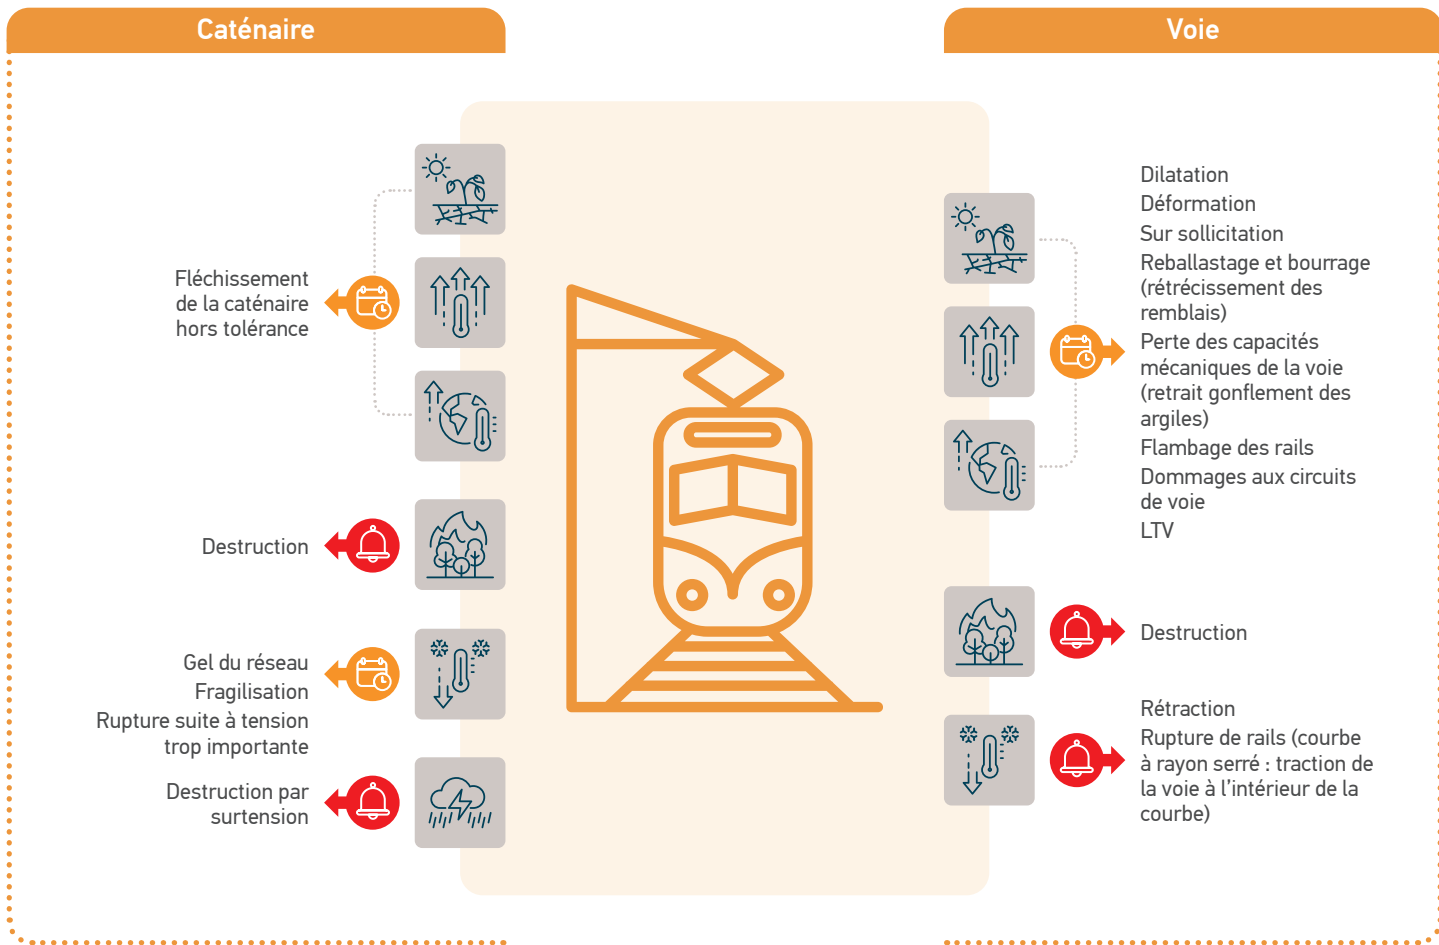 Caténaire
Fléchissement
de la caténaire
hors tolérance
Destruction
Gel du réseau
Fragilisation
Rupture suite à tension
trop importante
Destruction par
surtension
Voie
Dilatation
Déformation
Sur sollicitation
Reballastage et bourrage
(rétrécissement des
remblais)
Perte des capacités
mécaniques de la voie
(retrait gonflement des
argiles)
Flambage des rails
Dommages aux circuits
de voie
LTV
Destruction
Rétraction
Rupture de rails (courbe
à rayon serré : traction de
la voie à l’intérieur de la
courbe)